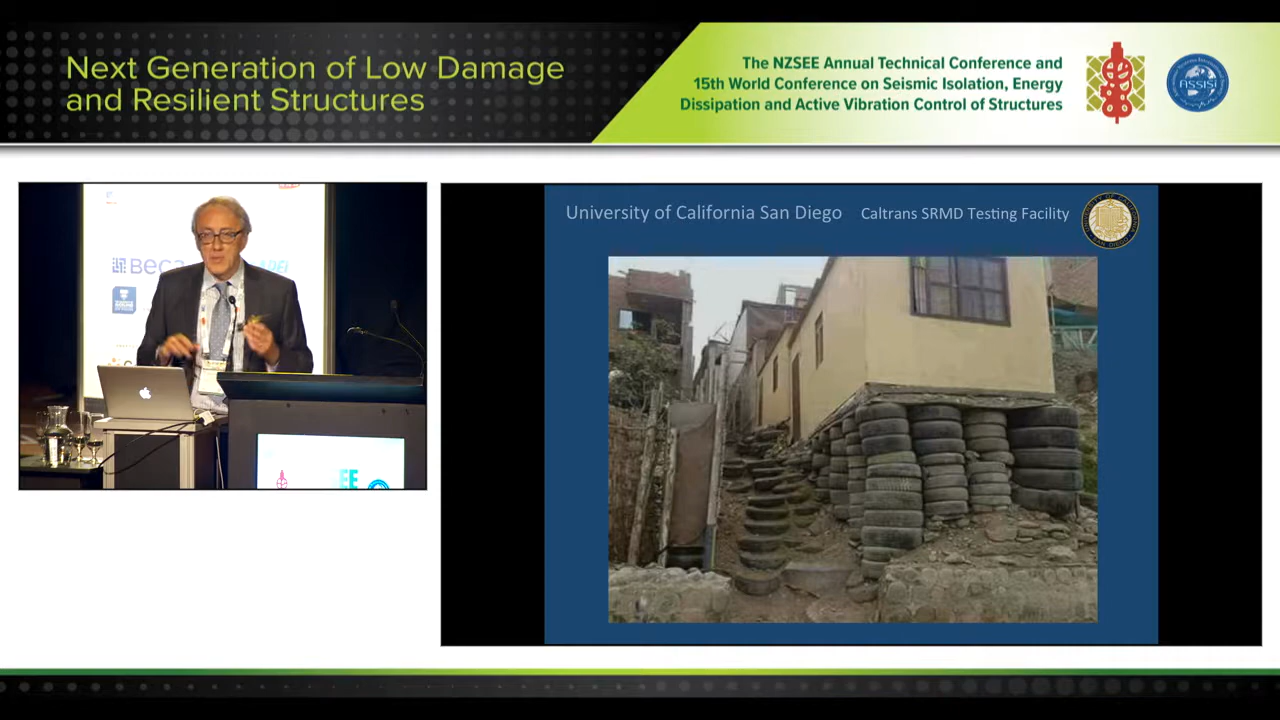 Next Generation of Low Damage
and Resilient Structures
The NZSEE Annual Technical Conference and
15th World Conference on Seismic Isolation, Energy
Dissipation and Active Vibration Control of Structures
ASSISi
BECA
University of California San Diego Caltrans SRMD Testing Facility